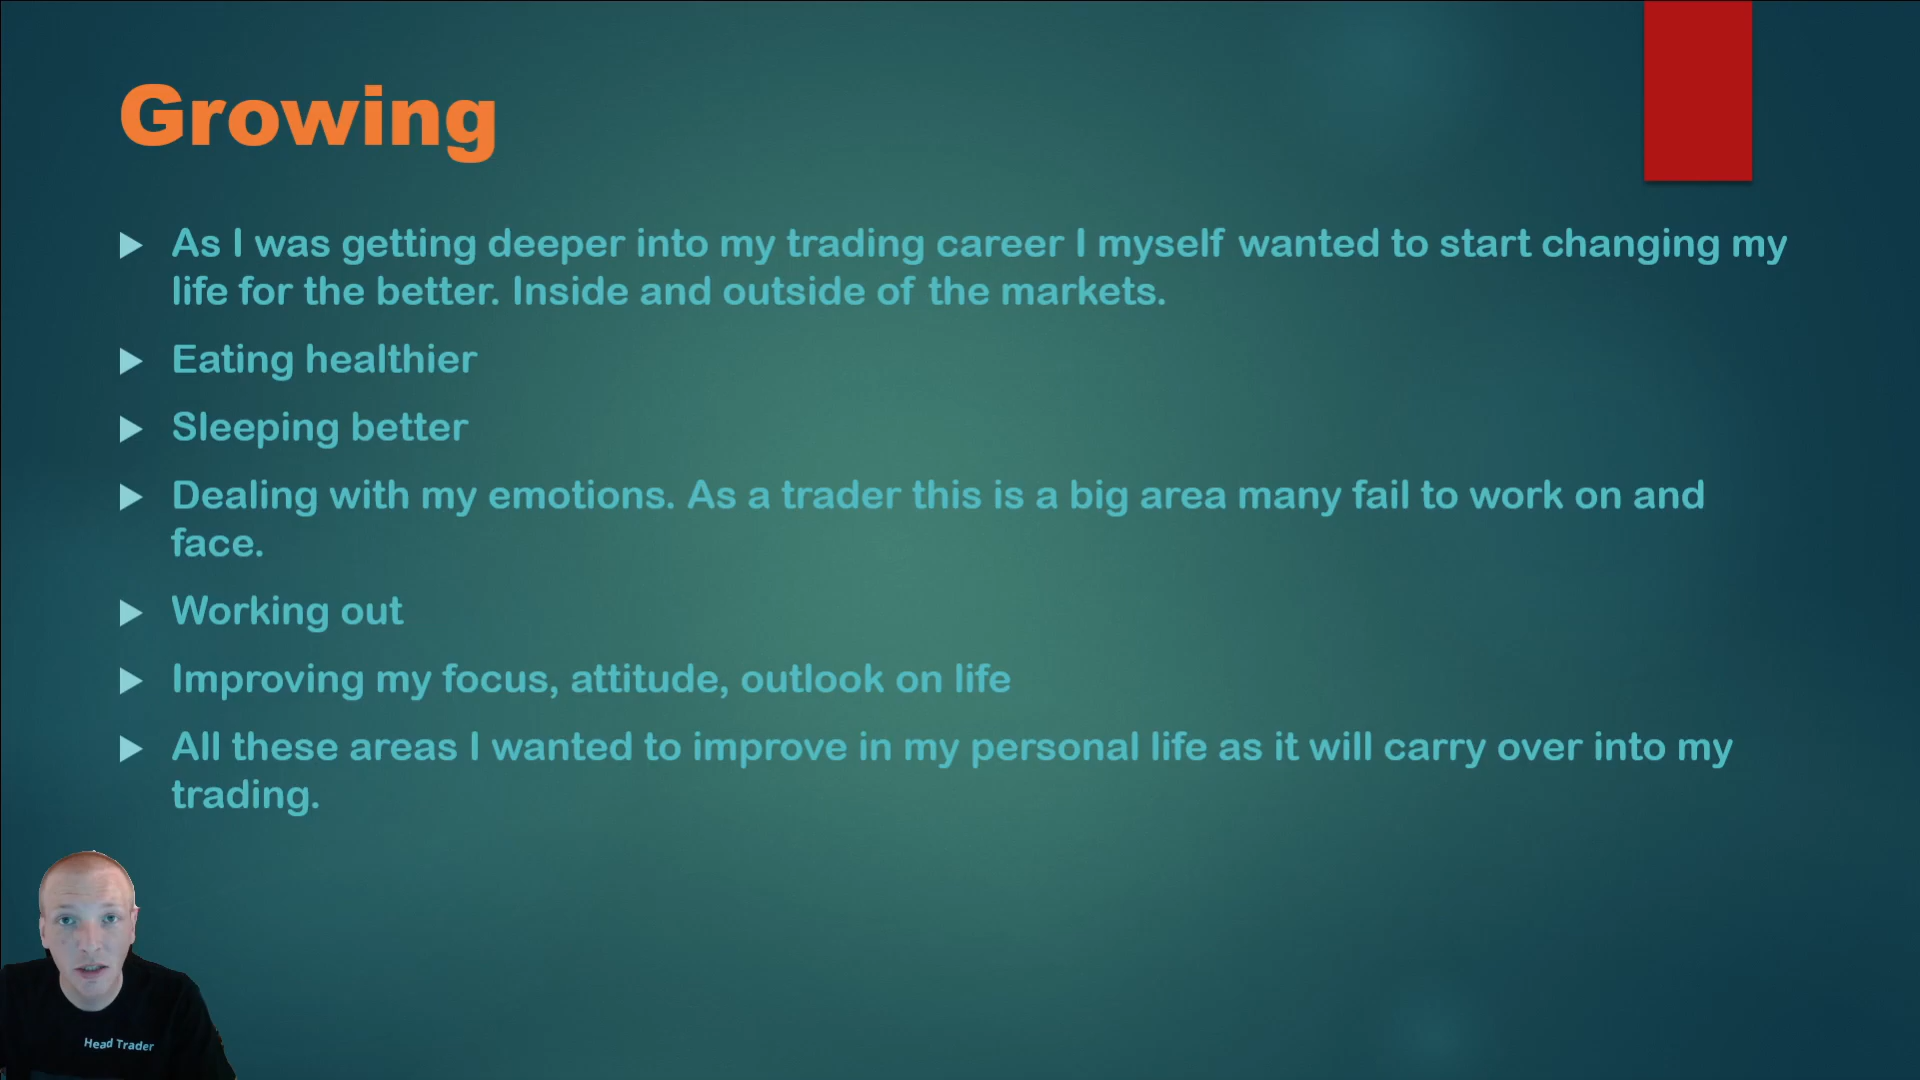 Growing
As I was getting deeper into my trading career I myself wanted to start changing my
life for the better. Inside and outside of the markets.
Eating healthier
Sleeping better
Dealing with my emotions. As a trader this is a big area many fail to work on and
face.
Working out
Improving my focus, attitude, outlook on life
All these areas I wanted to improve in my personal life as it will carry over into my
trading.
Head Trader